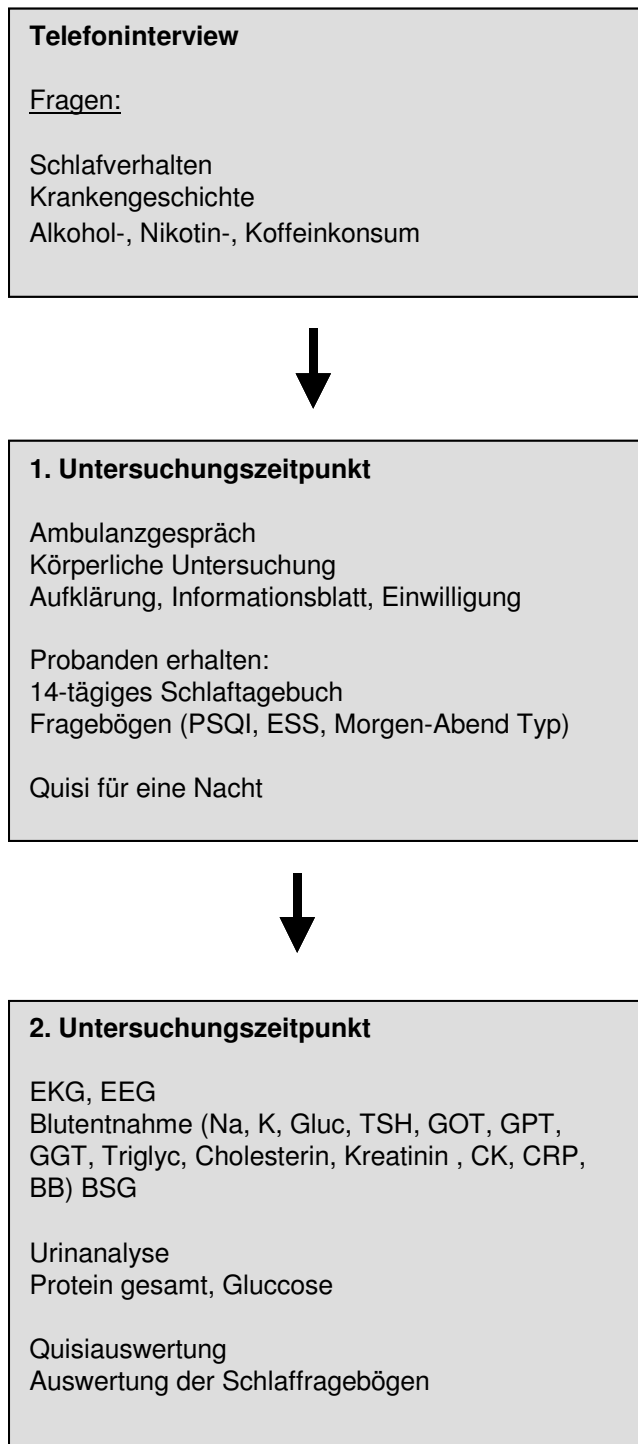 Telefoninterview
Fragen:
Schlafverhalten
Krankengeschichte
Alkohol-, Nikotin-, Koffeinkonsum
1. Untersuchungszeitpunkt
Ambulanzgespräch
Körperliche Untersuchung
Aufklärung, Informationsblatt, Einwilligung
Probanden erhalten:
14-tägiges Schlaftagebuch
Fragebögen (PSQI, ESS, Morgen-Abend Typ)
Quisi für eine Nacht
2. Untersuchungszeitpunkt
EKG, EEG
Blutentnahme (Na, K, Gluc, TSH, GOT, GPT,
GGT, Triglyc, Cholesterin, Kreatinin , CK, CRP,
BB) BSG
Urinanalyse
Protein gesamt, Gluccose
Quisiauswertung
Auswertung der Schlaffragebögen